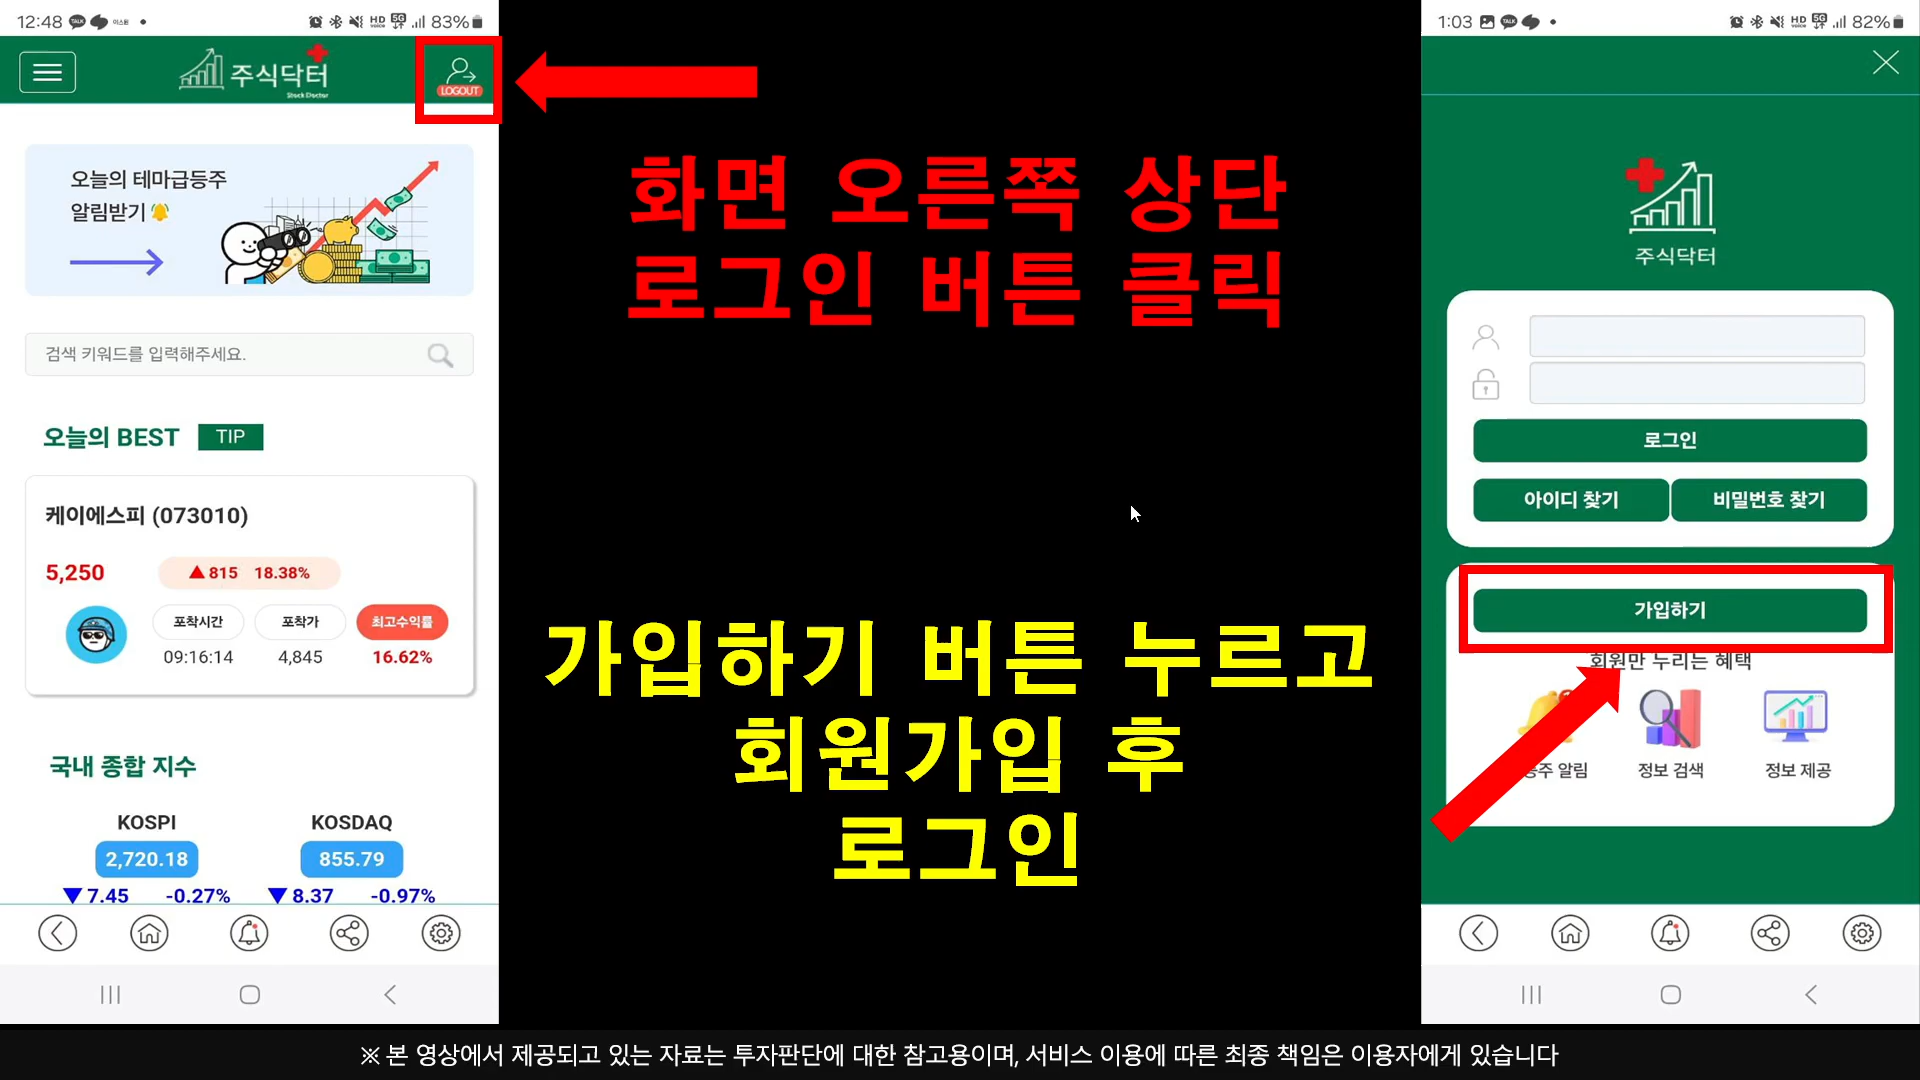 12:48
83%
주식닥터
Stock Doctor
LOGOUT
오늘의 테마급등주
알림받기
검색 키워드를 입력해주세요.
오늘의 BEST TIP
케이에스피 (073010)
5,250 ▲815 18.38%
포착시간 포착가 최고수익률
09:16:14 4,845 16.62%
국내 종합 지수
KOSPI KOSDAQ
2,720.18 855.79
▼7.45 -0.27% ▼8.37 -0.97%
화면 오른쪽 상단
로그인 버튼 클릭
가입하기 버튼 누르고
회원가입 후
로그인
1:03
82%
주식닥터
로그인
아이디 찾기 비밀번호 찾기
가입하기
회원만 누리는 혜택
등주 알림 정보 검색 정보 제공
※ 본 영상에서 제공되고 있는 자료는 투자판단에 대한 참고용이며, 서비스 이용에 따른 최종 책임은 이용자에게 있습니다